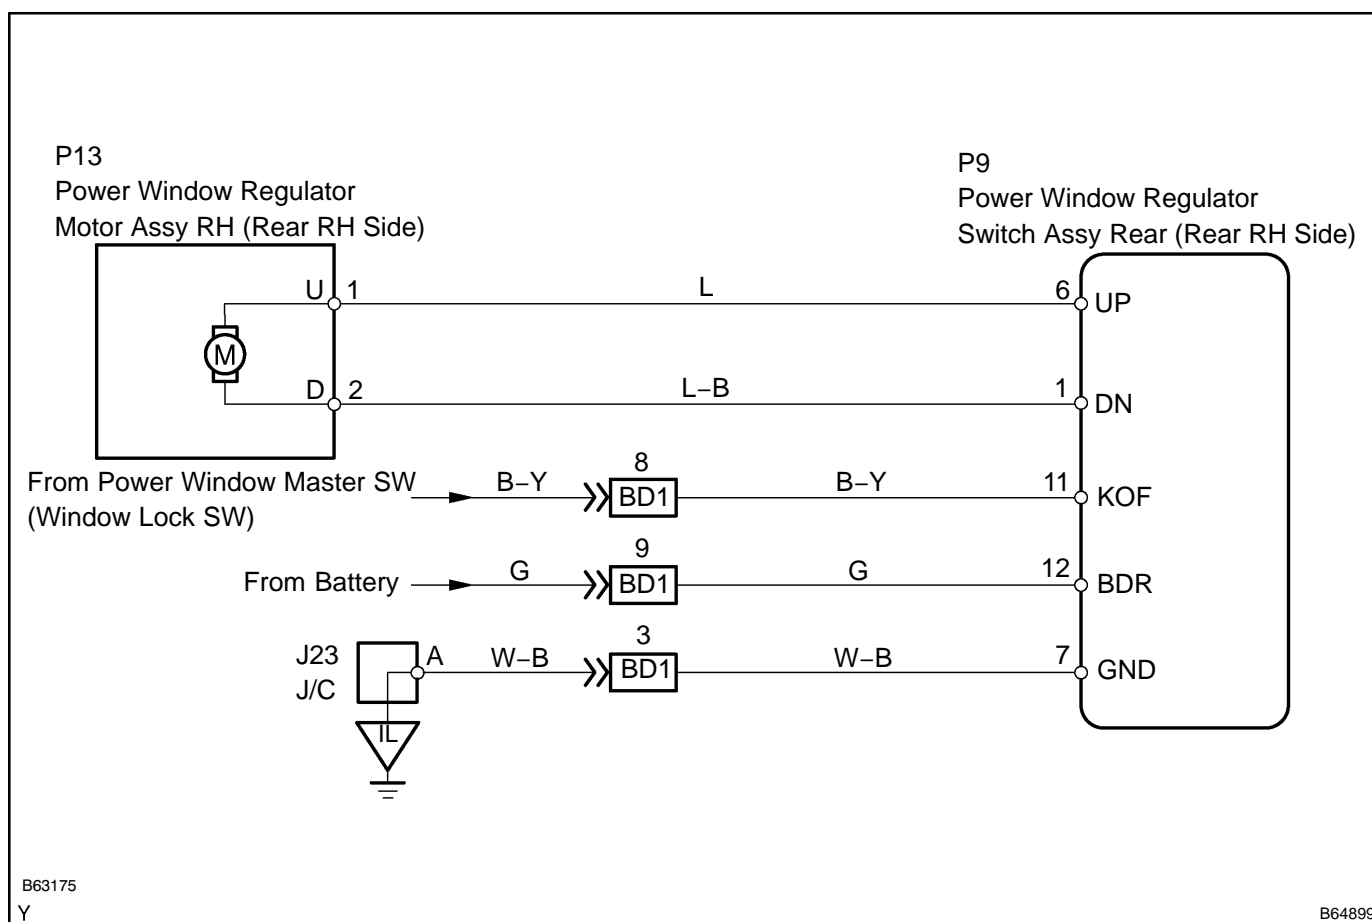 P13
Power Window Regulator
Motor Assy RH (Rear RH Side)
P9
Power Window Regulator
Switch Assy Rear (Rear RH Side)
U 1 L 6 UP
M
D 2 L–B 1 DN
From Power Window Master SW
(Window Lock SW)
B–Y 8 BD1 B–Y 11 KOF
From Battery G 9 BD1 G 12 BDR
J23
J/C
A W–B 3 BD1 W–B 7 GND
IL
B63175
Y
B64899